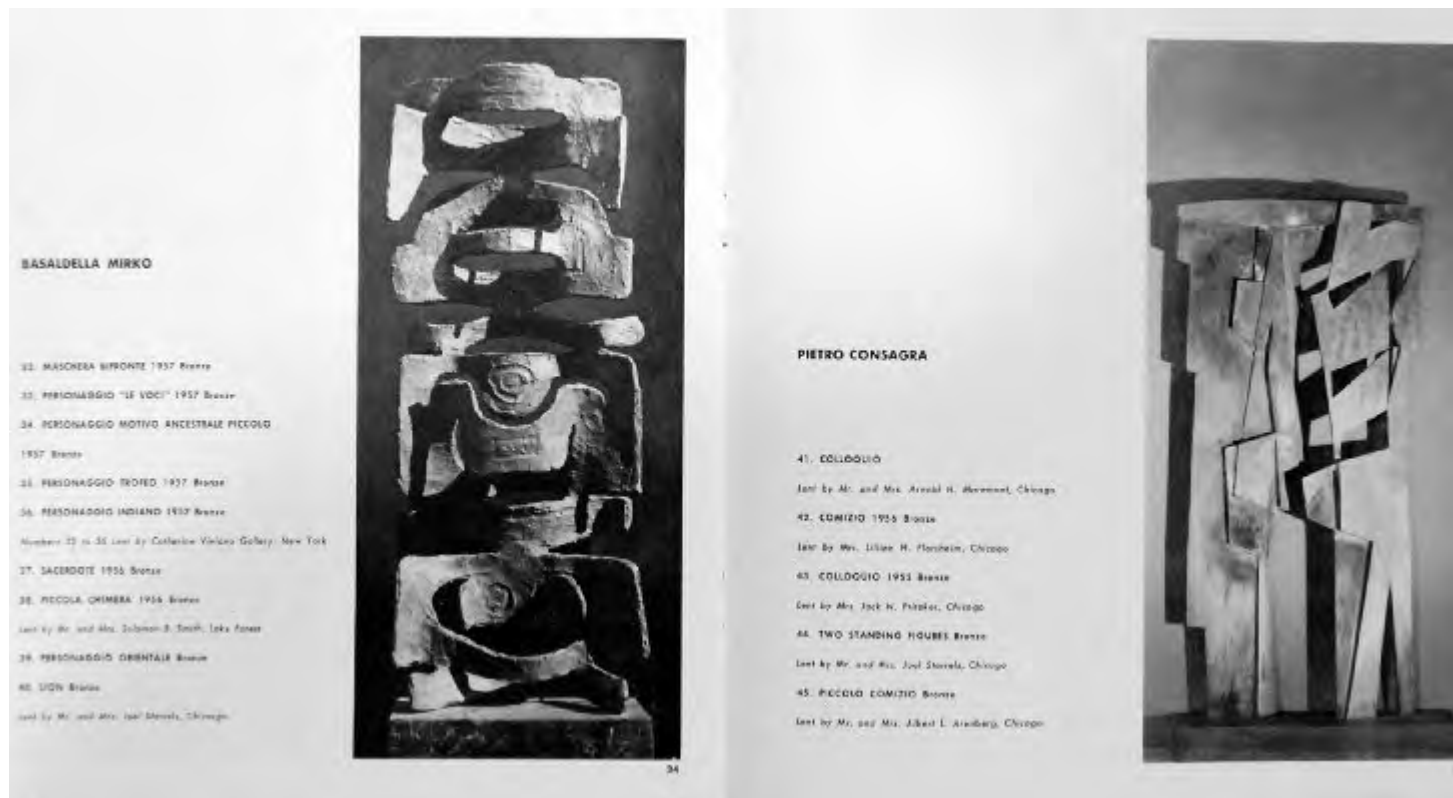 BASALDELLA MIRKO
32. MASCHERA BIFRONTE 1957 Bronze
33. PERSONAGGIO "LE VOCI" 1957 Bronze
34. PERSONAGGIO MOTIVO ANCESTRALE PICCOLO
1957 Bronze
35. PERSONAGGIO TROFEO 1957 Bronze
36. PERSONAGGIO INDIANO 1957 Bronze
Numbers 32 to 36 Lent by Catherine Viviano Gallery, New York
37. SACERDOTE 1956 Bronze
38. PICCOLA CHIMERA 1956 Bronze
Lent by Mr. and Mrs. Solomon B. Smith, Lake Forest
39. PERSONAGGIO ORIENTALE Bronze
40. LION Bronze
Lent by Mr. and Mrs. Joel Starrels, Chicago
34
PIETRO CONSAGRA
41. COLLOQUIO
Lent by Mr. and Mrs. Arnold H. Maremont, Chicago
42. COMIZIO 1956 Bronze
Lent by Mrs. Lillian H. Florsheim, Chicago
43. COLLOQUIO 1955 Bronze
Lent by Mrs. Jack N. Pritzker, Chicago
44. TWO STANDING FIGURES Bronze
Lent by Mr. and Mrs. Joel Starrels, Chicago
45. PICCOLO COMIZIO Bronze
Lent by Mr. and Mrs. Albert L. Arenberg, Chicago